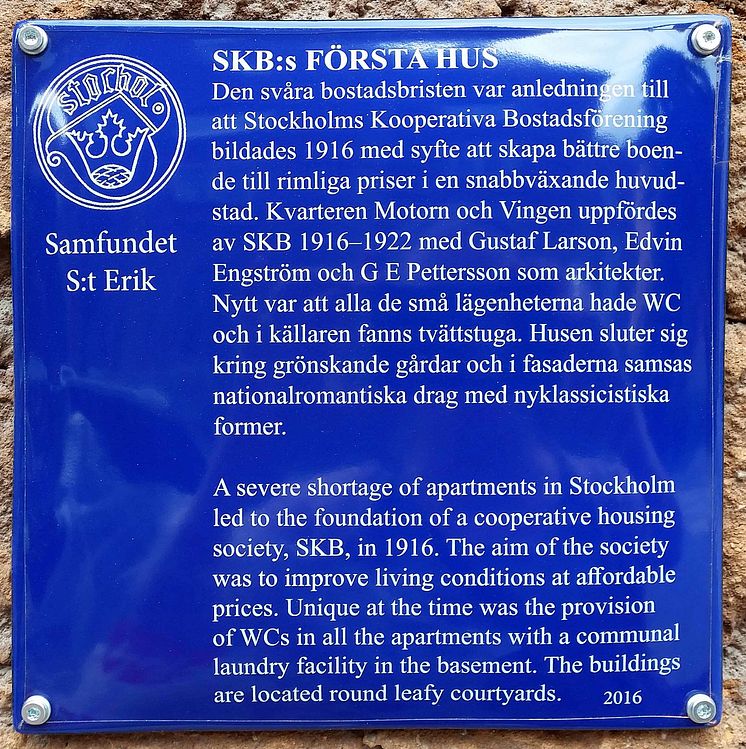 SKB:s FÖRSTA HUS
Den svåra bostadsbristen var anledningen till
att Stockholms Kooperativa Bostadsförening
bildades 1916 med syfte att skapa bättre boen-
de till rimliga priser i en snabbväxande huvud-
stad. Kvarteren Motorn och Vingen uppfördes
av SKB 1916–1922 med Gustaf Larson, Edvin
Engström och G E Pettersson som arkitekter.
Nytt var att alla de små lägenheterna hade WC
och i källaren fanns tvättstuga. Husen sluter sig
kring grönskande gårdar och i fasaderna samsas
nationalromantiska drag med nyklassicistiska
former.
A severe shortage of apartments in Stockholm
led to the foundation of a cooperative housing
society, SKB, in 1916. The aim of the society
was to improve living conditions at affordable
prices. Unique at the time was the provision
of WCs in all the apartments with a communal
laundry facility in the basement. The buildings
are located round leafy courtyards. 2016
stochol
Samfundet
S:t Erik